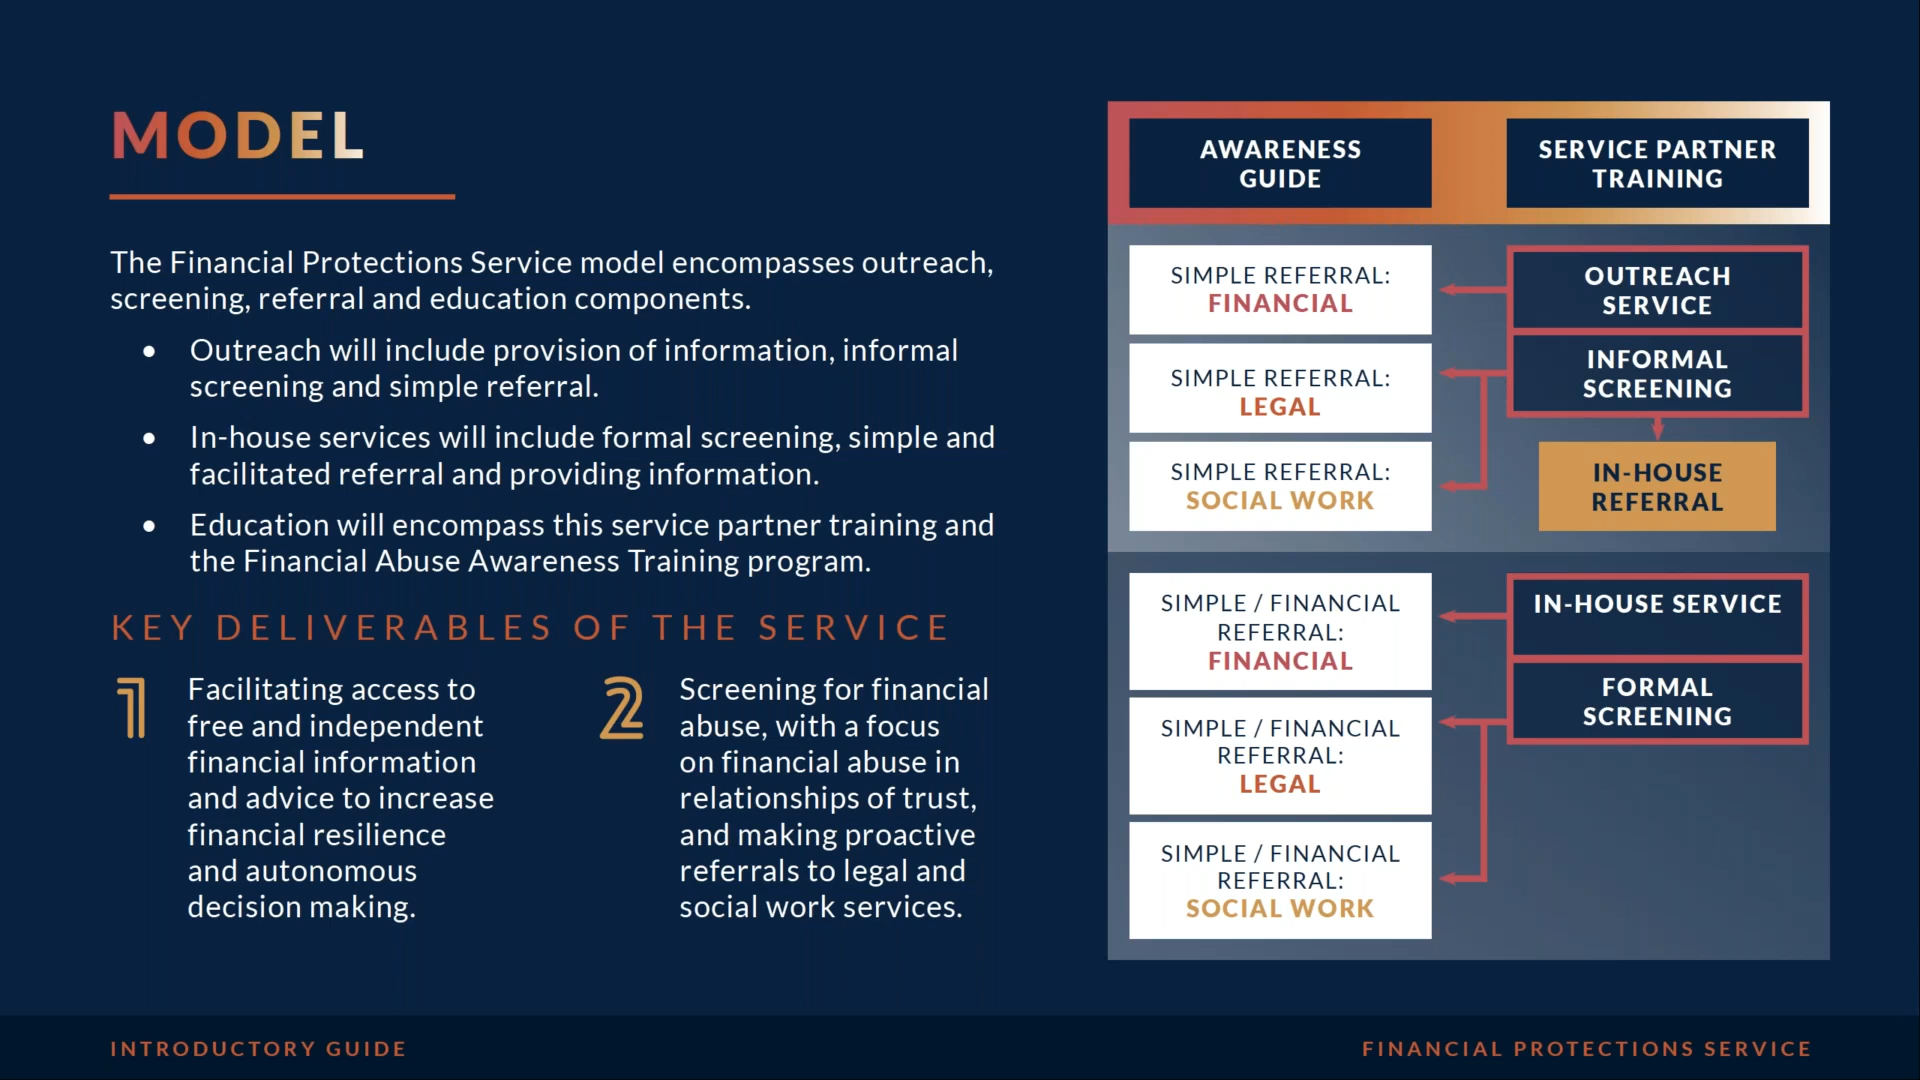 MODEL
The Financial Protections Service model encompasses outreach,
screening, referral and education components.
• Outreach will include provision of information, informal
screening and simple referral.
• In-house services will include formal screening, simple and
facilitated referral and providing information.
• Education will encompass this service partner training and
the Financial Abuse Awareness Training program.
KEY DELIVERABLES OF THE SERVICE
1
Facilitating access to
free and independent
financial information
and advice to increase
financial resilience
and autonomous
decision making.
2
Screening for financial
abuse, with a focus
on financial abuse in
relationships of trust,
and making proactive
referrals to legal and
social work services.
AWARENESS
GUIDE
SERVICE PARTNER
TRAINING
SIMPLE REFERRAL:
FINANCIAL
SIMPLE REFERRAL:
LEGAL
SIMPLE REFERRAL:
SOCIAL WORK
OUTREACH
SERVICE
INFORMAL
SCREENING
IN-HOUSE
REFERRAL
SIMPLE / FINANCIAL
REFERRAL:
FINANCIAL
SIMPLE / FINANCIAL
REFERRAL:
LEGAL
SIMPLE / FINANCIAL
REFERRAL:
SOCIAL WORK
IN-HOUSE SERVICE
FORMAL
SCREENING
INTRODUCTORY GUIDE
FINANCIAL PROTECTIONS SERVICE